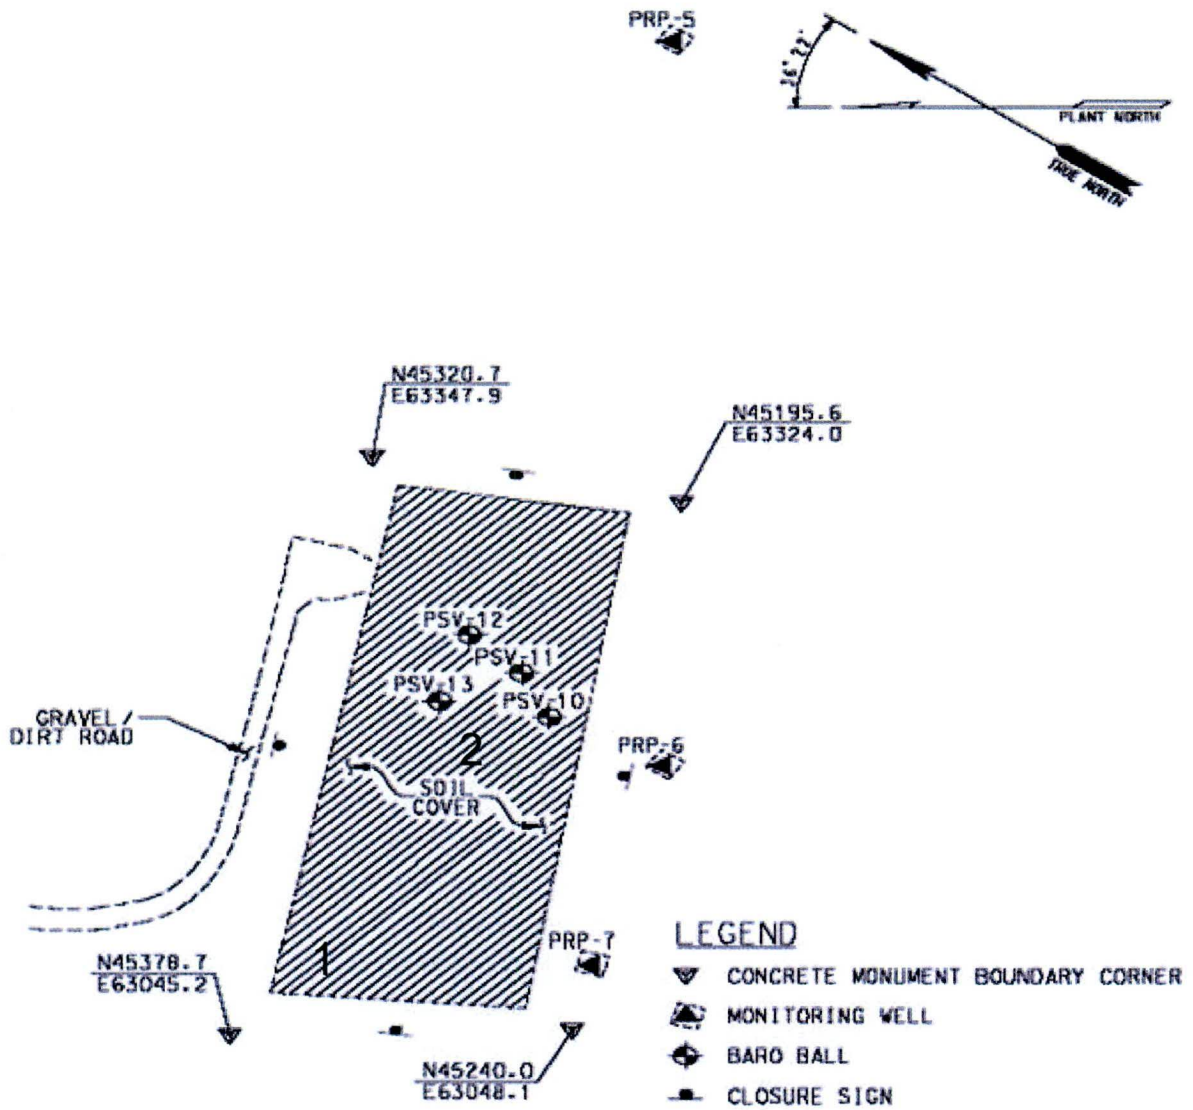 PRP-5
36° 22'
PLANT NORTH
TRUE NORTH
N45320.7
E63347.9
N45195.6
E63324.0
PSV-12
PSV-11
PSV-13
PSV-10
GRAVEL/
DIRT ROAD
2
PRP-6
SOIL
COVER
1
PRP-7
N45378.7
E63045.2
N45240.0
E63048.1
LEGEND
CONCRETE MONUMENT BOUNDARY CORNER
MONITORING WELL
BARO BALL
CLOSURE SIGN